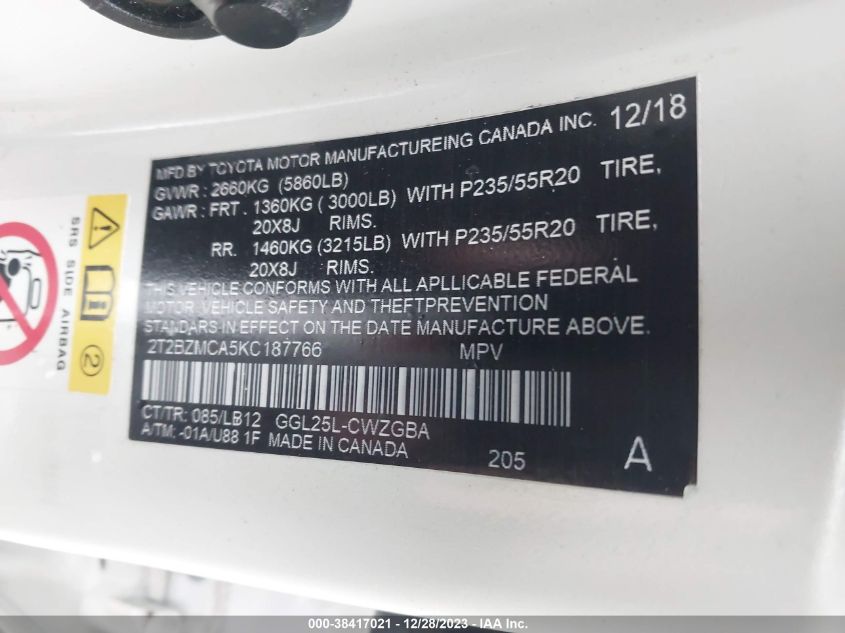 MFD BY TOYOTA MOTOR MANUFACTUREING CANADA INC. 12/18
GVWR : 2660KG (5860LB)
GAWR : FRT . 1360KG ( 3000LB) WITH P235/55R20 TIRE,
20X8J RIMS.
RR. 1460KG (3215LB) WITH P235/55R20 TIRE,
20X8J RIMS.
THIS VEHICLE CONFORMS WITH ALL APLLICABLE FEDERAL
MOTOR VEHICLE SAFETY AND THEFTPREVENTION
STANDARDS IN EFFECT ON THE DATE OF MANUFACTURE ABOVE.
2T2BZMCA5KC187766 MPV
CT/TR: 085/LB12 GGL25L-CWZGBA
A/TM: -01A/U88 1F MADE IN CANADA
205 A
SRS SIDE AIRBAG
2
000-38417021 - 12/28/2023 - IAA Inc.